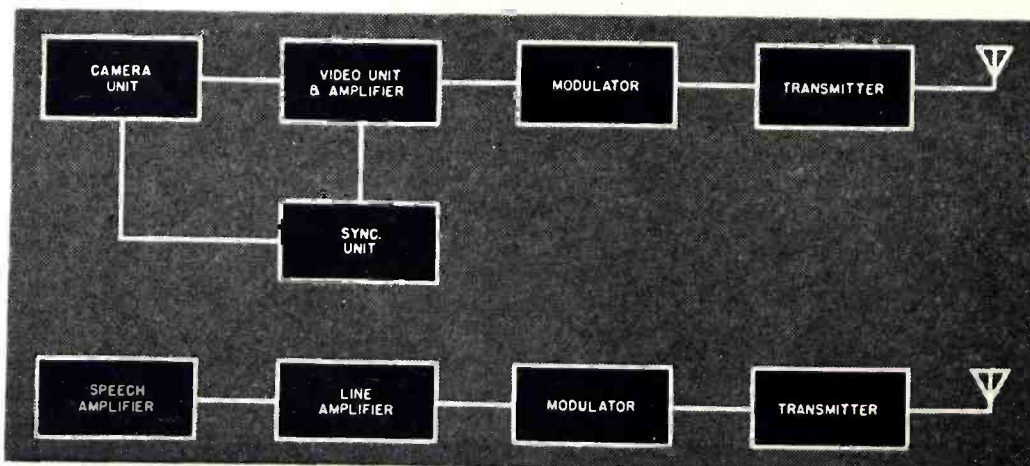 CAMERA
UNIT
VIDEO UNIT
& AMPLIFIER
MODULATOR
TRANSMITTER
SYNC.
UNIT
SPEECH
AMPLIFIER
LINE
AMPLIFIER
MODULATOR
TRANSMITTER